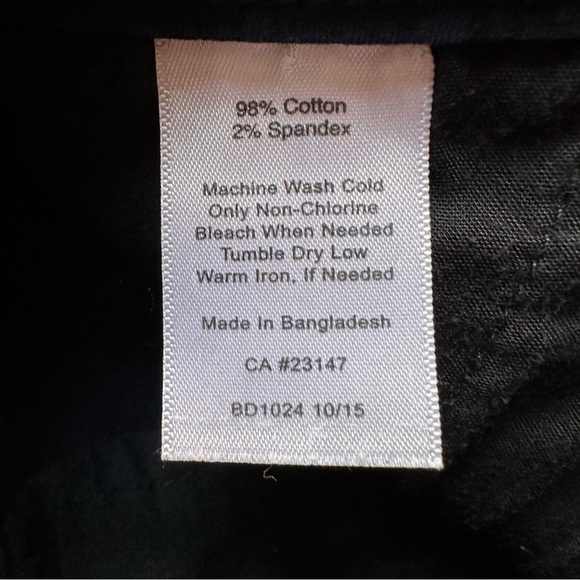 98% Cotton
2% Spandex
Machine Wash Cold
Only Non-Chlorine
Bleach When Needed
Tumble Dry Low
Warm Iron, If Needed
Made In Bangladesh
CA #23147
BD1024 10/15